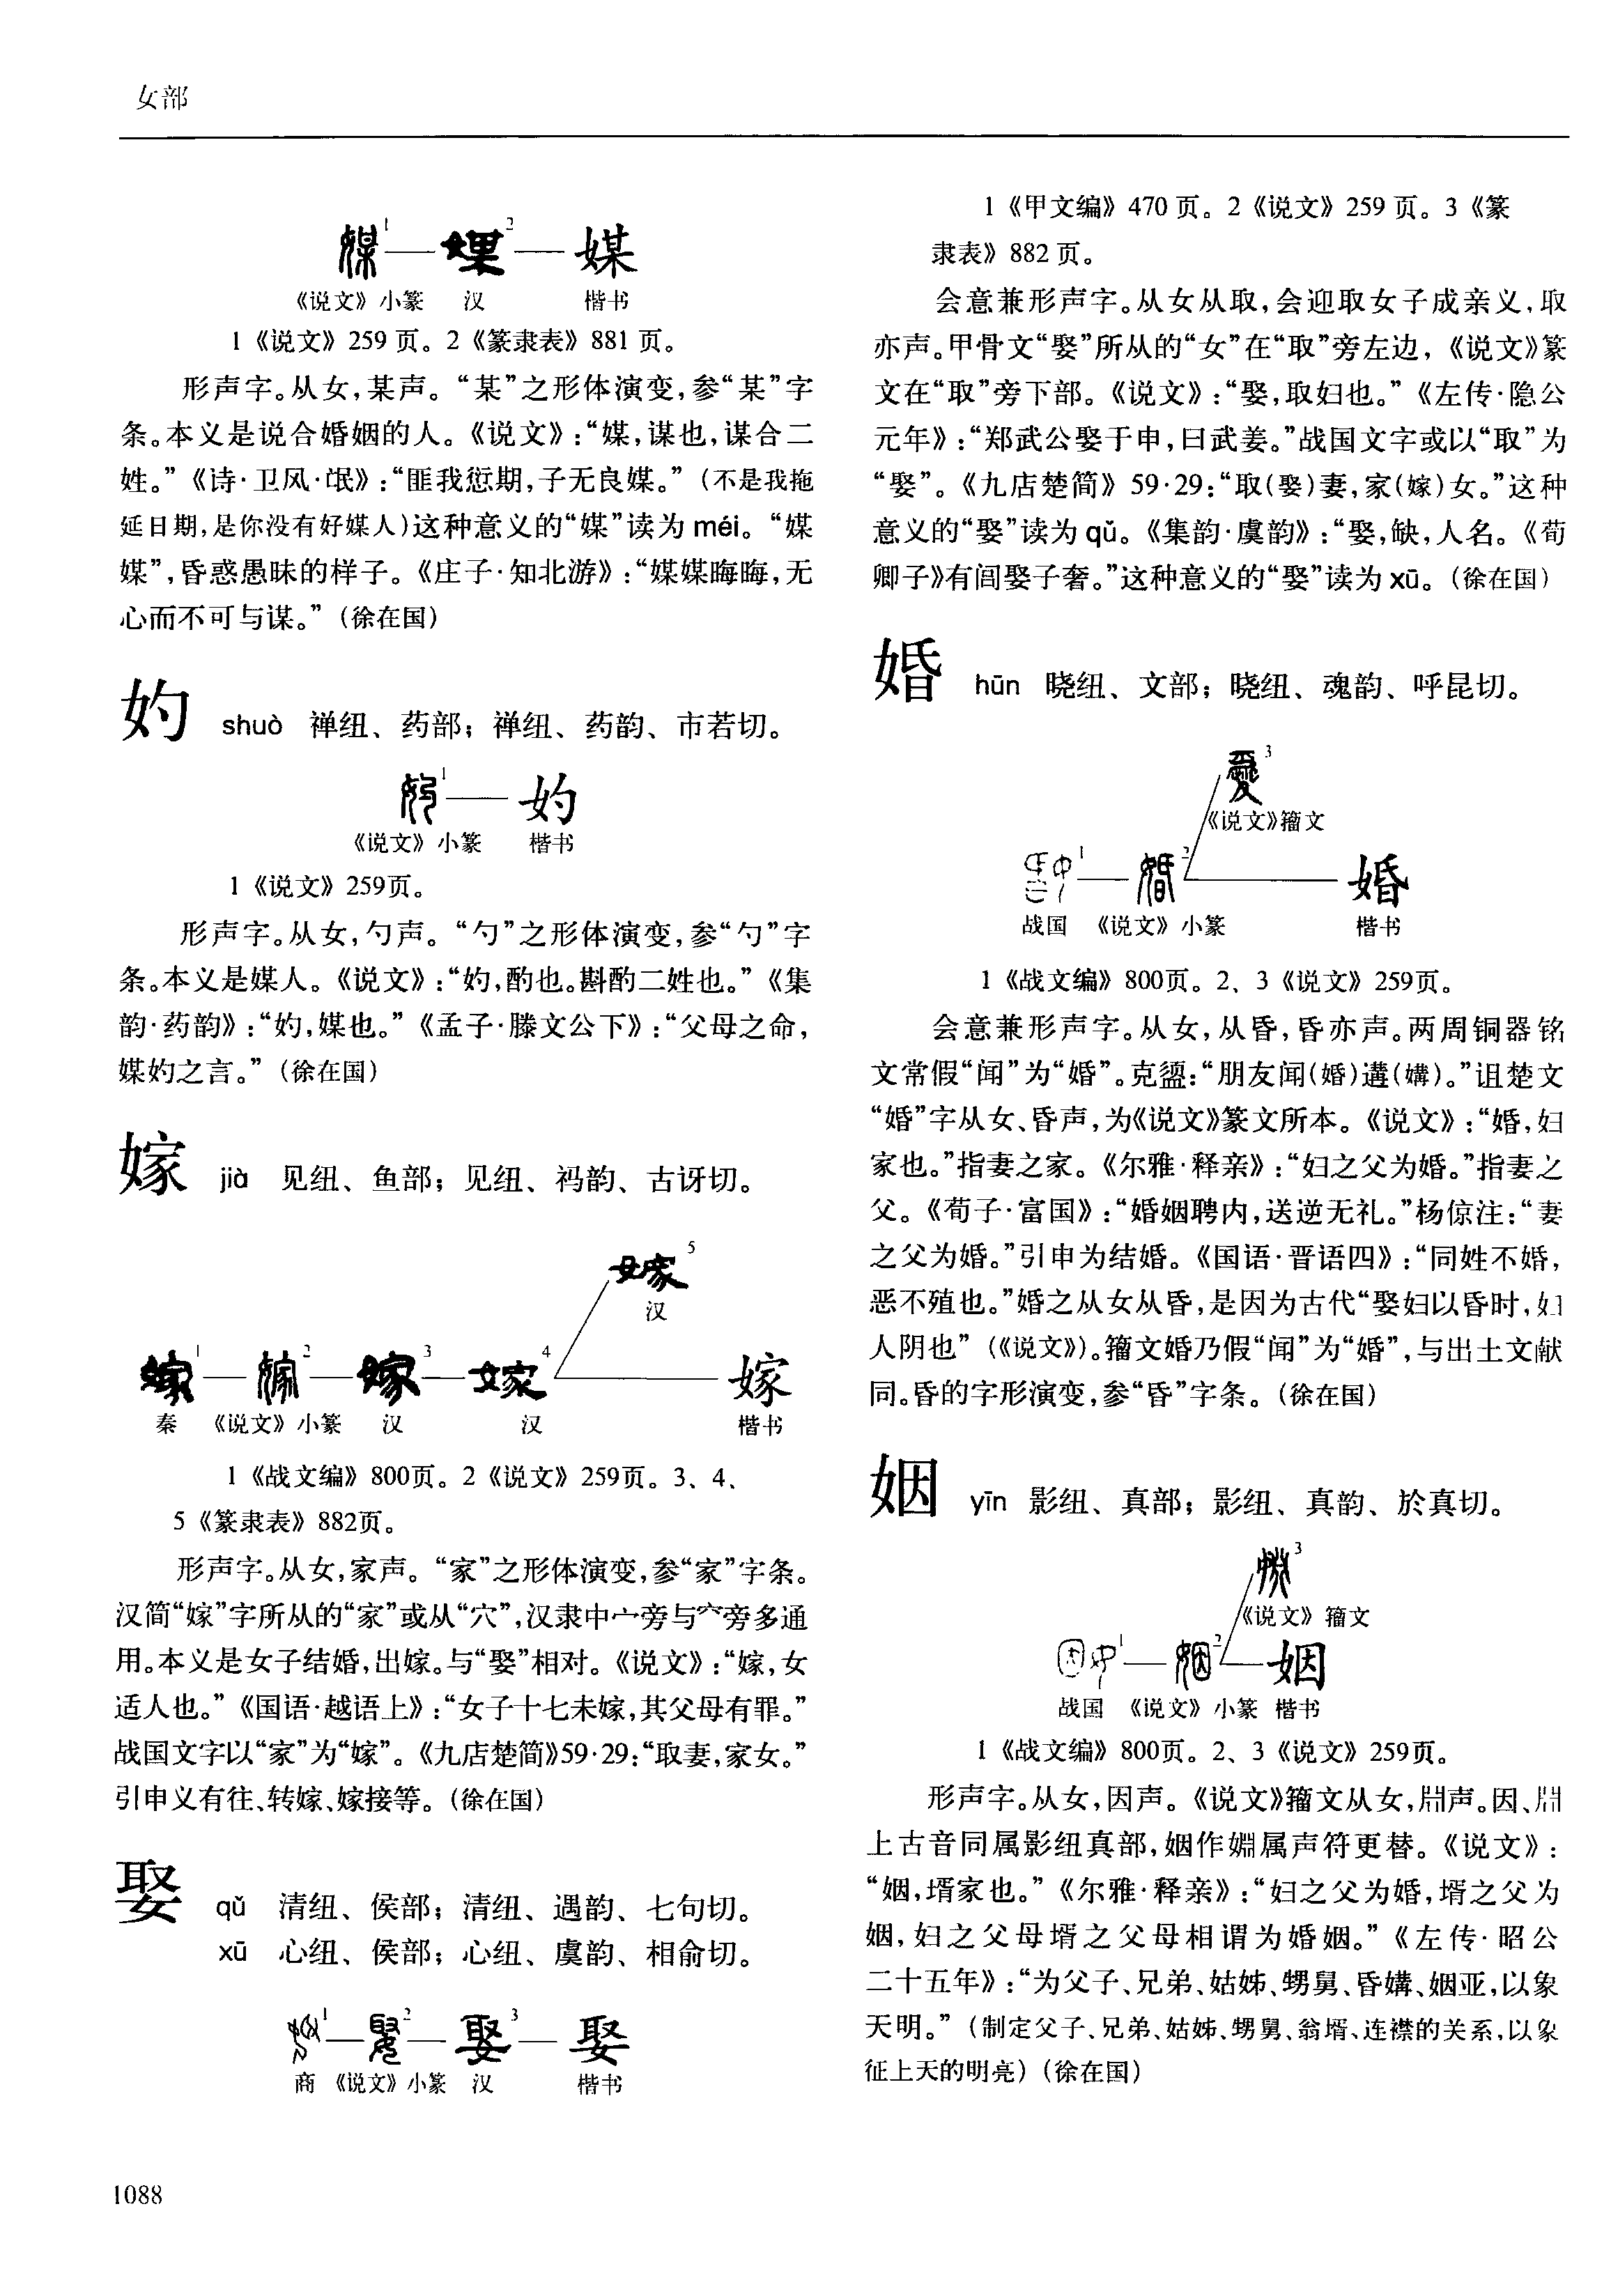 女部
媒
《说文》小篆 汉 楷书
1《说文》259 页。2《篆隶表》881 页。
形声字。从女,某声。“某”之形体演变,参“某”字
条。本义是说合婚姻的人。《说文》:“媒,谋也,谋合二
姓。”《诗·卫风·氓》:“匪我愆期,子无良媒。”(不是我拖
延日期,是你没有好媒人)这种意义的“媒”读为 méi。“媒
媒”,昏惑愚昧的样子。《庄子·知北游》:“媒媒晦晦,无
心而不可与谋。”(徐在国)
妁 shuò 禅纽、药部;禅纽、药韵、市若切。
妁
《说文》小篆 楷书
1《说文》259页。
形声字。从女,勺声。“勺”之形体演变,参“勺”字
条。本义是媒人。《说文》:“妁,酌也。斟酌二姓也。”《集
韵·药韵》:“妁,媒也。”《孟子·滕文公下》:“父母之命,
媒妁之言。”(徐在国)
嫁 jià 见纽、鱼部;见纽、祃韵、古讶切。
5
汉
1 2 3 4 嫁
秦 《说文》小篆 汉 汉 楷书
1《战文编》800页。2《说文》259页。3、4、
5《篆隶表》882页。
形声字。从女,家声。“家”之形体演变,参“家”字条。
汉简“嫁”字所从的“家”或从“穴”,汉隶中宀旁与穴旁多通
用。本义是女子结婚,出嫁。与“娶”相对。《说文》:“嫁,女
适人也。”《国语·越语上》:“女子十七未嫁,其父母有罪。”
战国文字以“家”为“嫁”。《九店楚简》59·29:“取妻,家女。”
引申义有往、转嫁、嫁接等。(徐在国)
娶 qǔ 清纽、侯部;清纽、遇韵、七句切。
xū 心纽、侯部;心纽、虞韵、相俞切。
1 2 3 娶
商 《说文》小篆 汉 楷书
1088
1《甲文编》470 页。2《说文》259 页。3《篆
隶表》882 页。
会意兼形声字。从女从取,会迎取女子成亲义,取
亦声。甲骨文“娶”所从的“女”在“取”旁左边,《说文》篆
文在“取”旁下部。《说文》:“娶,取妇也。”《左传·隐公
元年》:“郑武公娶于申,曰武姜。”战国文字或以“取”为
“娶”。《九店楚简》59·29:“取(娶)妻,家(嫁)女。”这种
意义的“娶”读为 qǔ。《集韵·虞韵》:“娶,缺,人名。《荀
卿子》有闾娶子奢。”这种意义的“娶”读为 xū。(徐在国)
婚 hūn 晓纽、文部;晓纽、魂韵、呼昆切。
3
《说文》籀文
1 2 婚
战国 《说文》小篆 楷书
1《战文编》800页。2、3《说文》259页。
会意兼形声字。从女,从昏,昏亦声。两周铜器铭
文常假“闻”为“婚”。克盨:“朋友闻(婚)遘(媾)。”诅楚文
“婚”字从女、昏声,为《说文》篆文所本。《说文》:“婚,妇
家也。”指妻之家。《尔雅·释亲》:“妇之父为婚。”指妻之
父。《荀子·富国》:“婚姻聘内,送逆无礼。”杨倞注:“妻
之父为婚。”引申为结婚。《国语·晋语四》:“同姓不婚,
恶不殖也。”婚之从女从昏,是因为古代“娶妇以昏时,妇
人阴也”(《说文》)。籀文婚乃假“闻”为“婚”,与出土文献
同。昏的字形演变,参“昏”字条。(徐在国)
姻 yīn 影纽、真部;影纽、真韵、於真切。
3
《说文》籀文
1 2 姻
战国 《说文》小篆 楷书
1《战文编》800页。2、3《说文》259页。
形声字。从女,因声。《说文》籀文从女,𣶒声。因、𣶒
上古音同属影纽真部,姻作婣属声符更替。《说文》:
“姻,壻家也。”《尔雅·释亲》:“妇之父为婚,壻之父为
姻,妇之父母壻之父母相谓为婚姻。”《左传·昭公
二十五年》:“为父子、兄弟、姑姊、甥舅、昏媾、姻亚,以象
天明。”(制定父子、兄弟、姑姊、甥舅、翁壻、连襟的关系,以象
征上天的明亮)(徐在国)